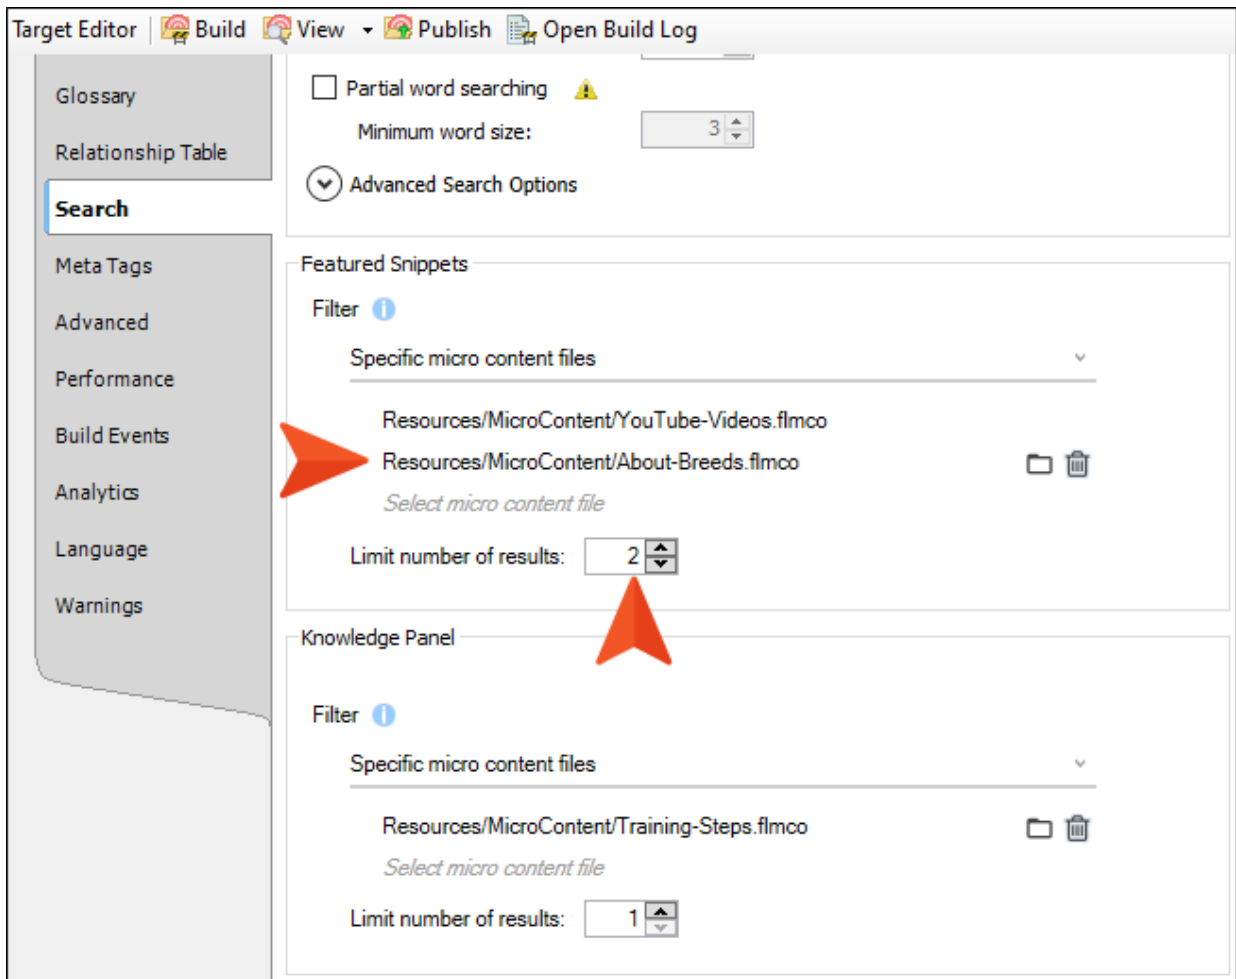 Target Editor Build View Publish Open Build Log
Glossary
Relationship Table
Search
Meta Tags
Advanced
Performance
Build Events
Analytics
Language
Warnings
Partial word searching
Minimum word size: 3
Advanced Search Options
Featured Snippets
Filter
Specific micro content files
Resources/MicroContent/YouTube-Videos.flmco
Resources/MicroContent/About-Breeds.flmco
Select micro content file
Limit number of results: 2
Knowledge Panel
Filter
Specific micro content files
Resources/MicroContent/Training-Steps.flmco
Select micro content file
Limit number of results: 1